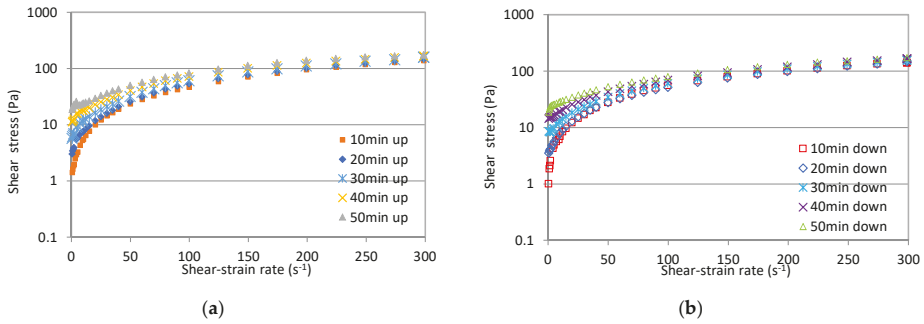 1000
100
10
1
0.1
Shear stress (Pa)
10min up
20min up
30min up
40min up
50min up
0 50 100 150 200 250 300
Shear-strain rate (s⁻¹)
(a)
1000
100
10
1
0.1
Shear stress (Pa)
10min down
20min down
30min down
40min down
50min down
0 50 100 150 200 250 300
Shear-strain rate (s⁻¹)
(b)